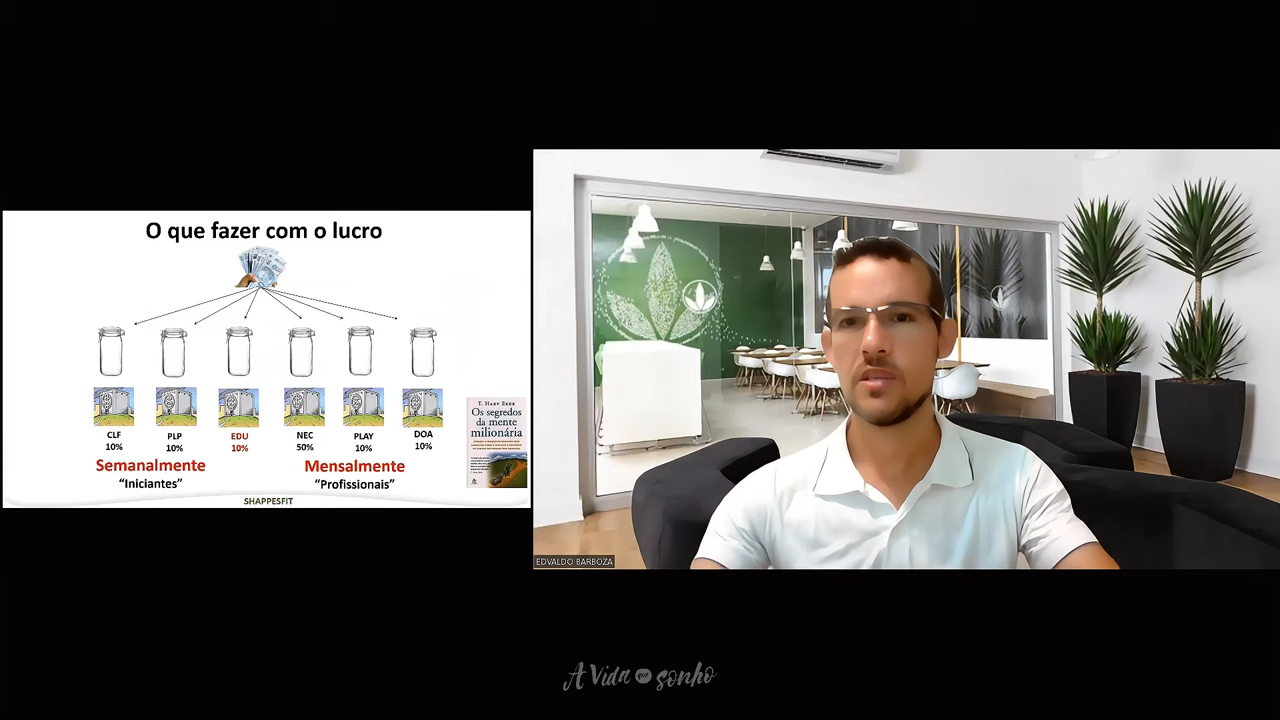 O que fazer com o lucro
CLF
10%
PLP
10%
EDU
10%
NEC
50%
PLAY
10%
DOA
10%
Semanalmente
"Iniciantes"
Mensalmente
"Profissionais"
SHAPPESFIT
T. HARV EKER
Os segredos
da mente
milionária
EDVALDO BARBOZA
A Vida por sonho